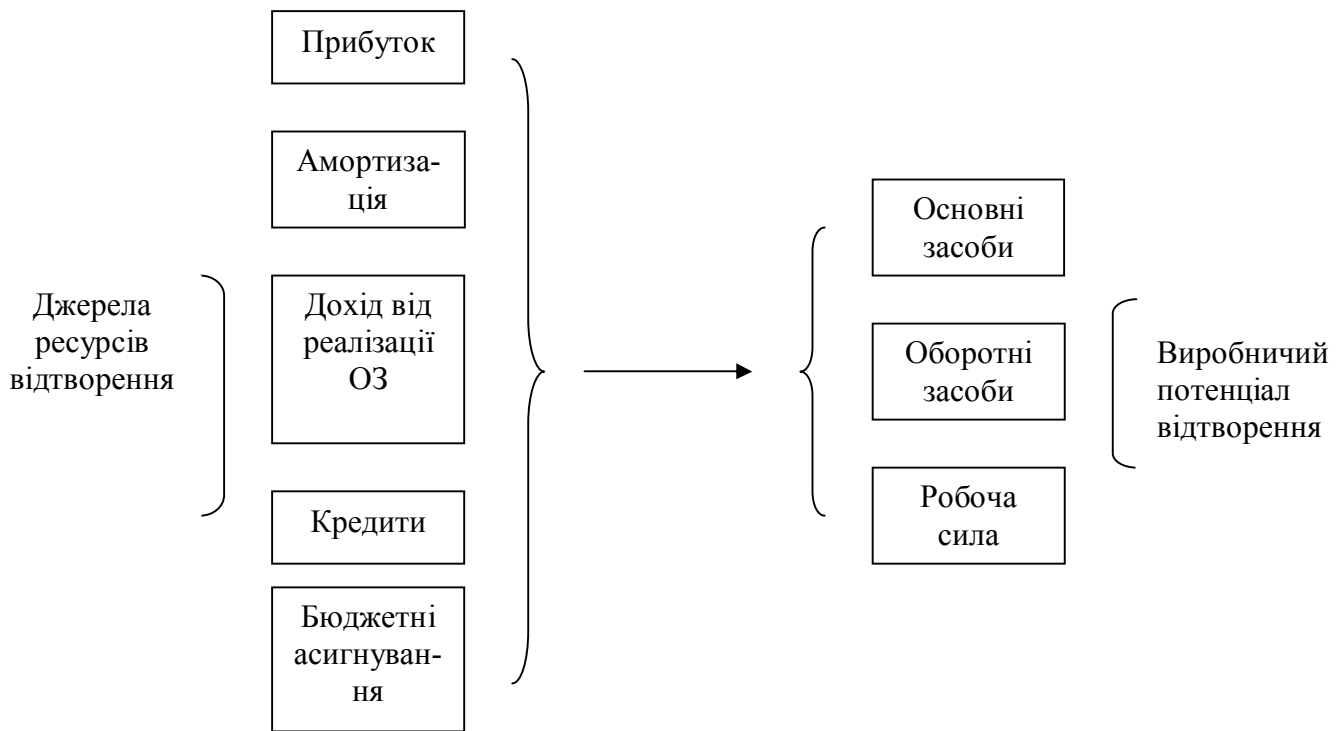 Прибуток
Амортиза-
ція
Джерела
ресурсів
відтворення
Дохід від
реалізації
ОЗ
Кредити
Бюджетні
асигнуван-
ня
Основні
засоби
Оборотні
засоби
Робоча
сила
Виробничий
потенціал
відтворення